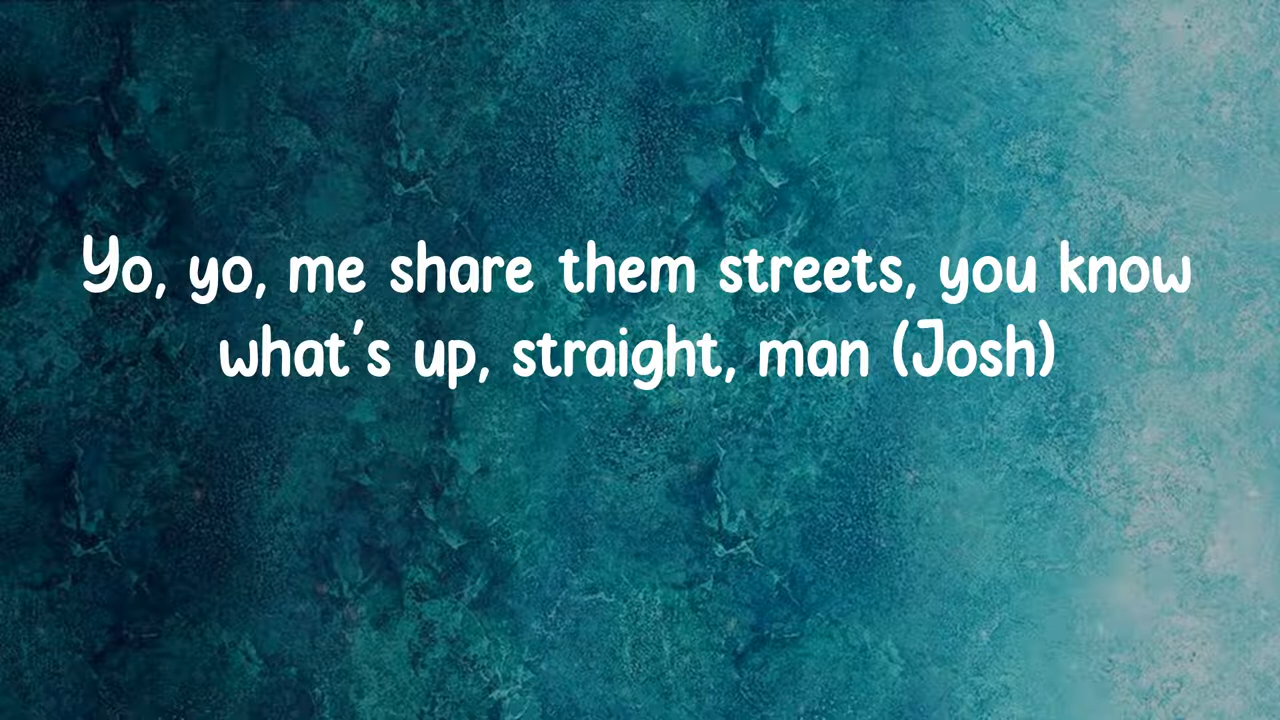 Yo, yo, me share them streets, you know
what's up, straight, man (Josh)